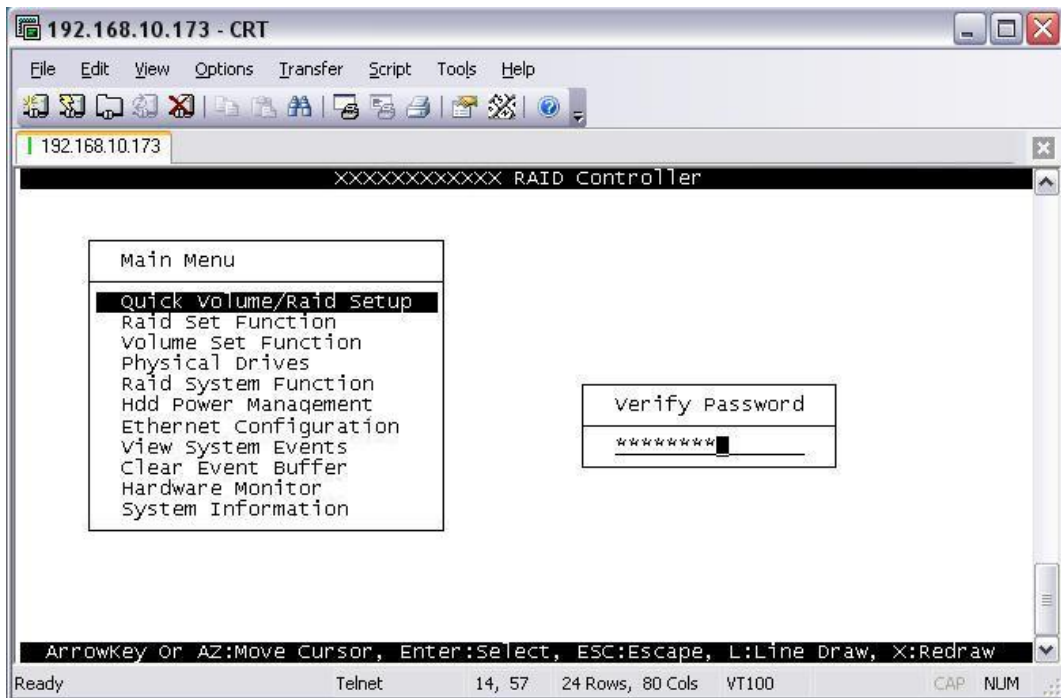 192.168.10.173 - CRT
File Edit View Options Transfer Script Tools Help
192.168.10.173
XXXXXXXXXXXX RAID Controller
Main Menu
Quick Volume/Raid Setup
Raid Set Function
Volume Set Function
Physical Drives
Raid System Function
Hdd Power Management
Ethernet Configuration
View System Events
Clear Event Buffer
Hardware Monitor
System Information
Verify Password
********
ArrowKey Or AZ:Move Cursor, Enter:Select, ESC:Escape, L:Line Draw, X:Redraw
Ready Telnet 14, 57 24 Rows, 80 Cols VT100 CAP NUM